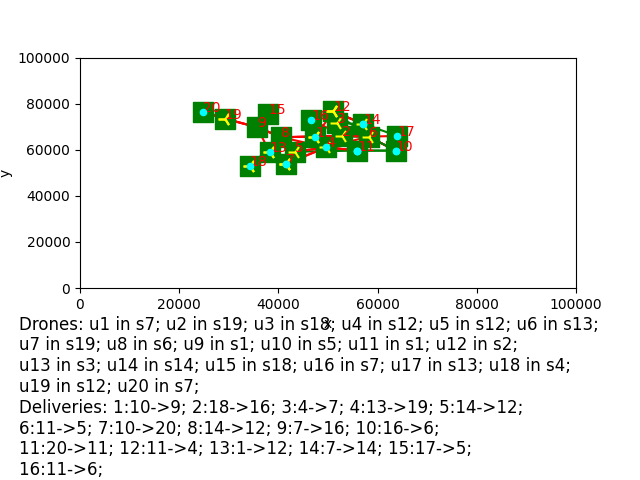 100000
80000
60000
40000
20000
0
y
0 20000 40000 60000 80000 100000
x
Drones: u1 in s7; u2 in s19; u3 in s18; u4 in s12; u5 in s12; u6 in s13;
u7 in s19; u8 in s6; u9 in s1; u10 in s5; u11 in s1; u12 in s2;
u13 in s3; u14 in s14; u15 in s18; u16 in s7; u17 in s13; u18 in s4;
u19 in s12; u20 in s7;
Deliveries: 1:10->9; 2:18->16; 3:4->7; 4:13->19; 5:14->12;
6:11->5; 7:10->20; 8:14->12; 9:7->16; 10:16->6;
11:20->11; 12:11->4; 13:1->12; 14:7->14; 15:17->5;
16:11->6;